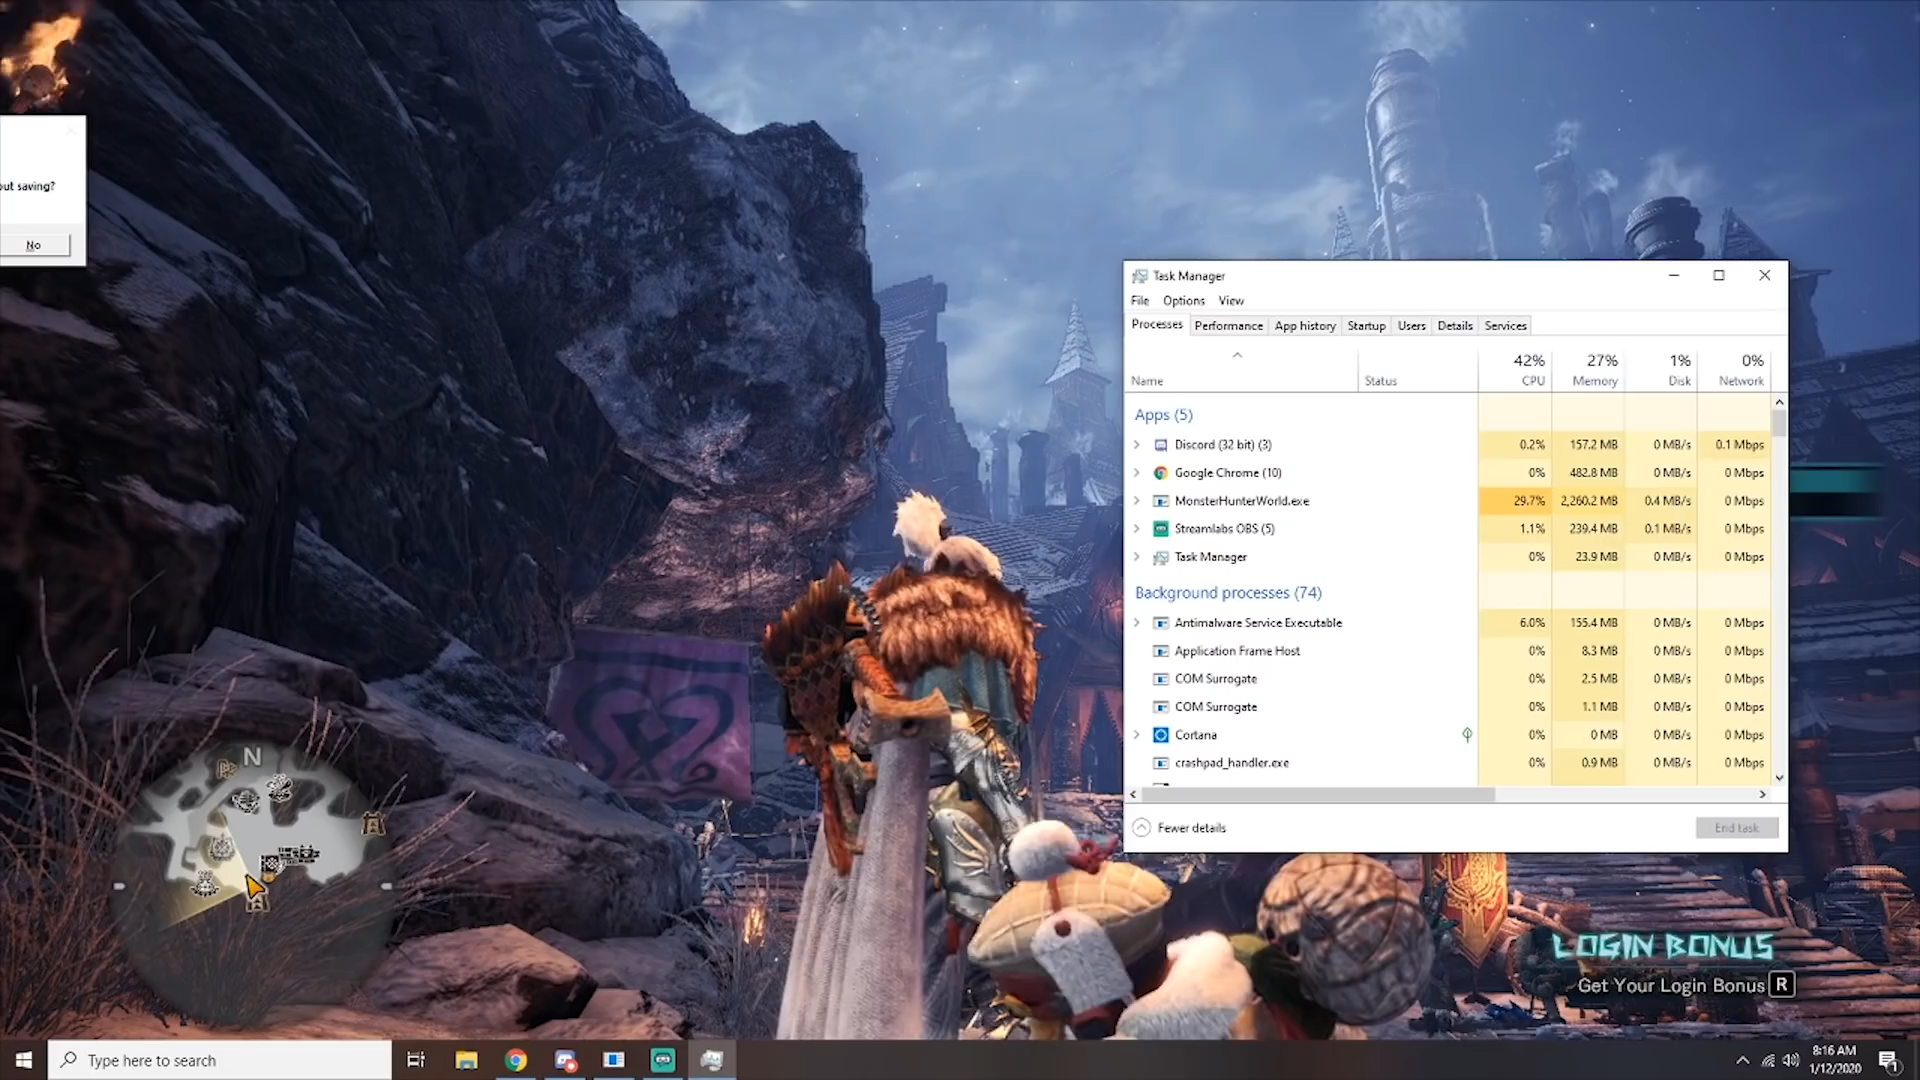 out saving?
No
Task Manager
File Options View
Processes Performance App history Startup Users Details Services
42% 27% 1% 0%
Name Status CPU Memory Disk Network
Apps (5)
Discord (32 bit) (3) 0.2% 157.2 MB 0 MB/s 0.1 Mbps
Google Chrome (10) 0% 482.8 MB 0 MB/s 0 Mbps
MonsterHunterWorld.exe 29.7% 2,260.2 MB 0.4 MB/s 0 Mbps
Streamlabs OBS (5) 1.1% 239.4 MB 0.1 MB/s 0 Mbps
Task Manager 0% 23.9 MB 0 MB/s 0 Mbps
Background processes (74)
Antimalware Service Executable 6.0% 155.4 MB 0 MB/s 0 Mbps
Application Frame Host 0% 8.3 MB 0 MB/s 0 Mbps
COM Surrogate 0% 2.5 MB 0 MB/s 0 Mbps
COM Surrogate 0% 1.1 MB 0 MB/s 0 Mbps
Cortana 0% 0 MB 0 MB/s 0 Mbps
crashpad_handler.exe 0% 0.9 MB 0 MB/s 0 Mbps
Fewer details End task
N
LOGIN BONUS
Get Your Login Bonus R
Type here to search
8:16 AM
1/12/2020
1